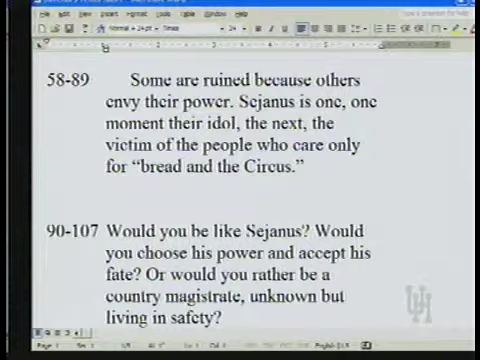 58-89 Some are ruined because others
envy their power. Sejanus is one, one
moment their idol, the next, the
victim of the people who care only
for “bread and the Circus.”
90-107 Would you be like Sejanus? Would
you choose his power and accept his
fate? Or would you rather be a
country magistrate, unknown but
living in safety?